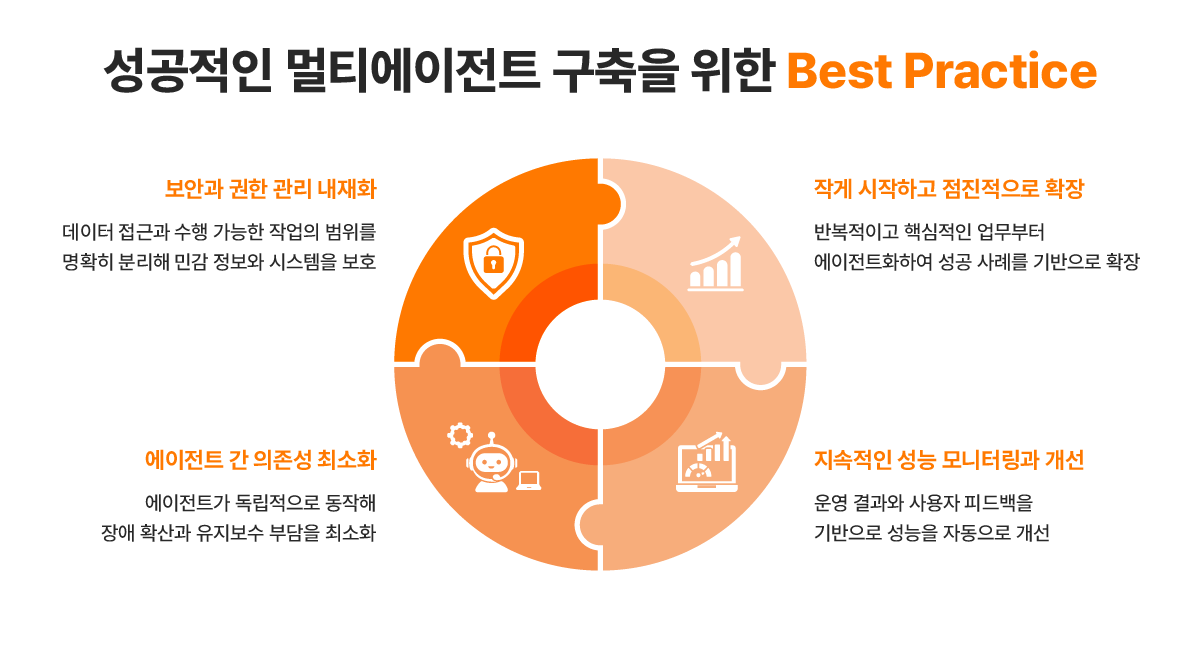 성공적인 멀티에이전트 구축을 위한 Best Practice
보안과 권한 관리 내재화
데이터 접근과 수행 가능한 작업의 범위를
명확히 분리해 민감 정보와 시스템을 보호
작게 시작하고 점진적으로 확장
반복적이고 핵심적인 업무부터
에이전트화하여 성공 사례를 기반으로 확장
에이전트 간 의존성 최소화
에이전트가 독립적으로 동작해
장애 확산과 유지보수 부담을 최소화
지속적인 성능 모니터링과 개선
운영 결과와 사용자 피드백을
기반으로 성능을 자동으로 개선